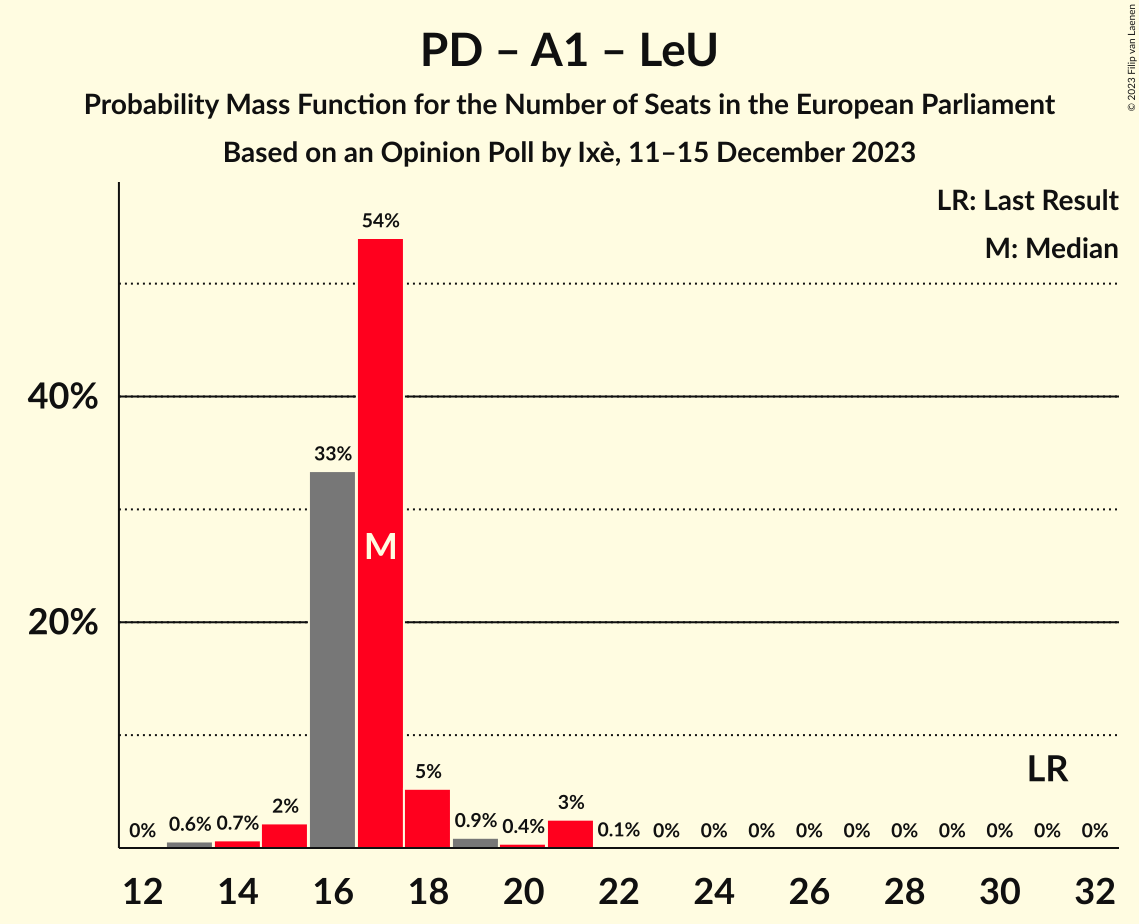 PD – A1 – LeU
Probability Mass Function for the Number of Seats in the European Parliament
Based on an Opinion Poll by Ixè, 11–15 December 2023
© 2023 Filip van Laenen
LR: Last Result
M: Median
40%
20%
0%
0.6%
0.7%
2%
33%
54%
M
5%
0.9%
0.4%
3%
0.1%
0%
0%
0%
0%
0%
0%
0%
0%
0%
0%
LR
12 14 16 18 20 22 24 26 28 30 32